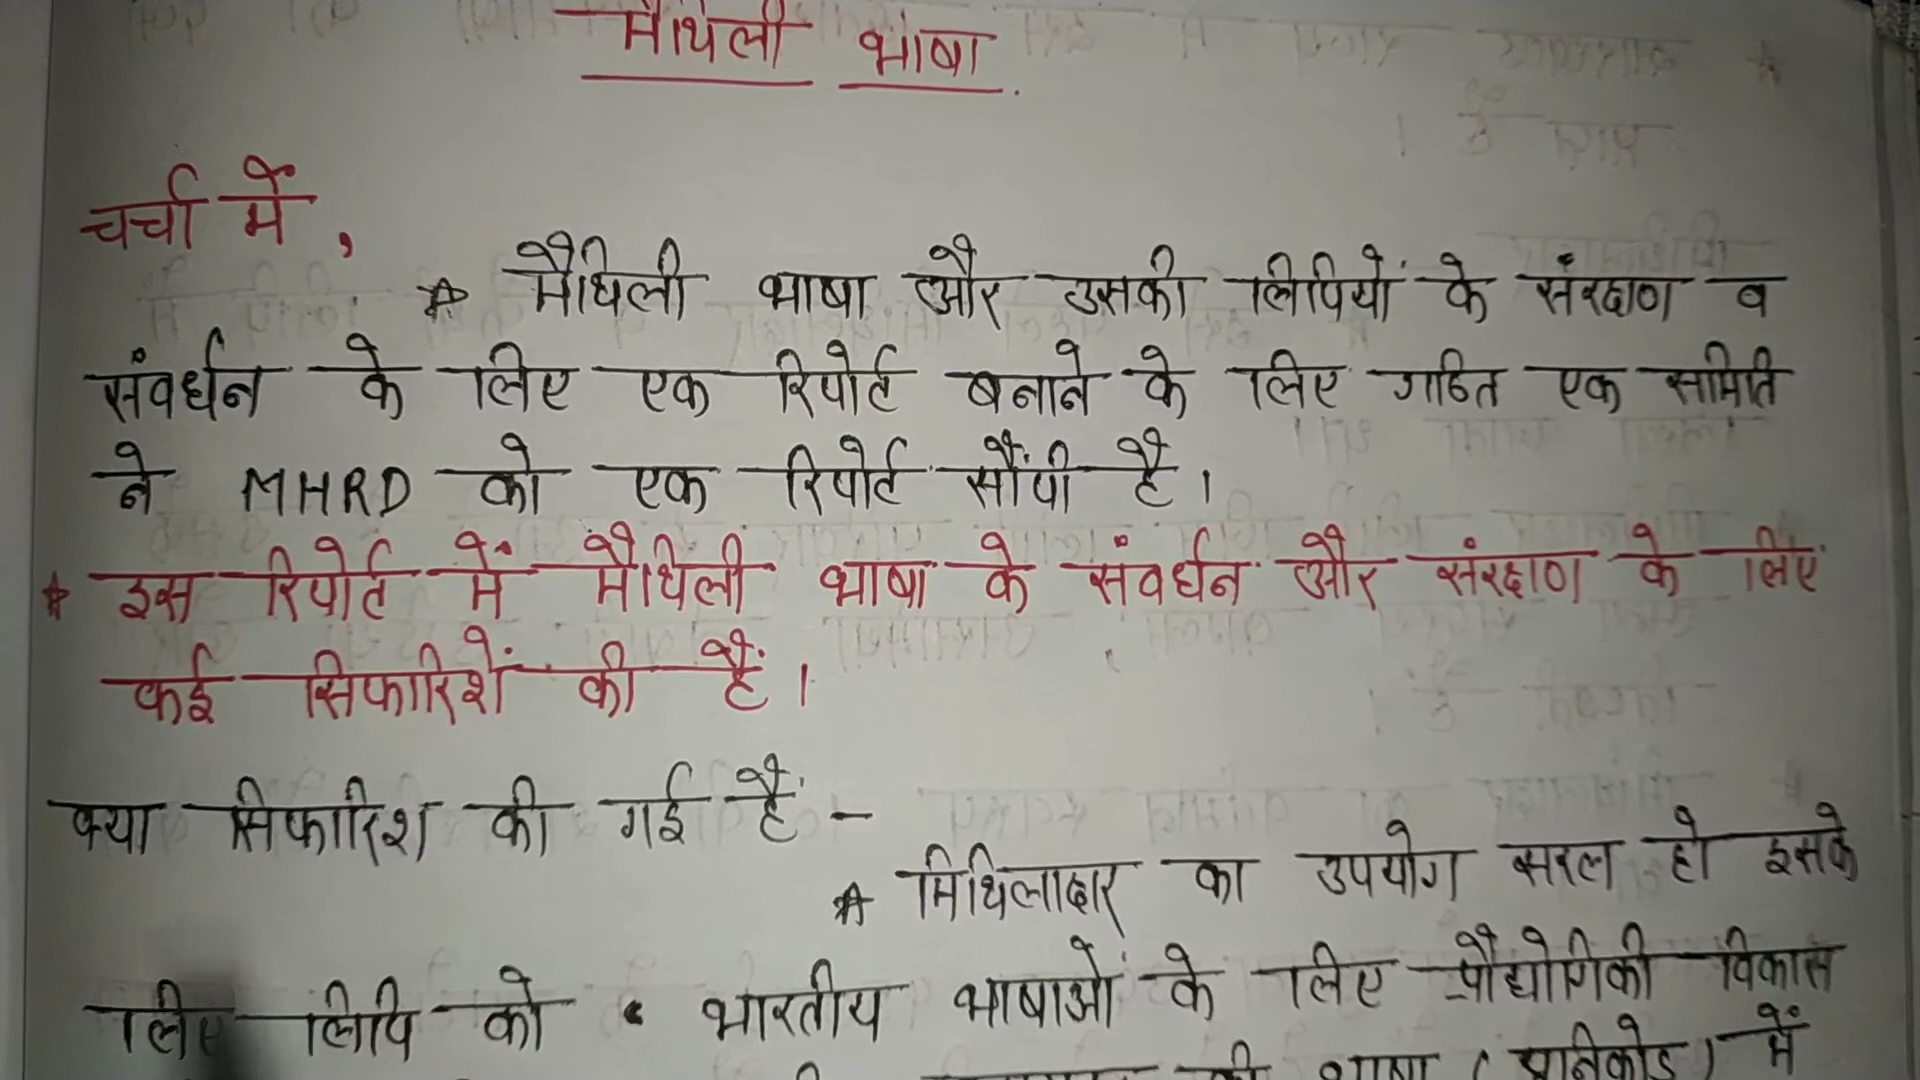 मैथिली भाषा
चर्चा में,
* मैथिली भाषा और उसकी लिपियों के संरक्षण व
संवर्धन के लिए एक रिपोर्ट बनाने के लिए गठित एक समिति
ने MHRD को एक रिपोर्ट सौंपी है।
* इस रिपोर्ट में मैथिली भाषा के संवर्धन और संरक्षण के लिए
कई सिफारिशें की हैं।
क्या सिफारिश की गई हैं -
* मिथिलाक्षर का उपयोग सरल हो इसके
लिए लिपि को भारतीय भाषाओं के लिए प्रौद्योगिकी विकास
की भाषा (यूनिकोड) में